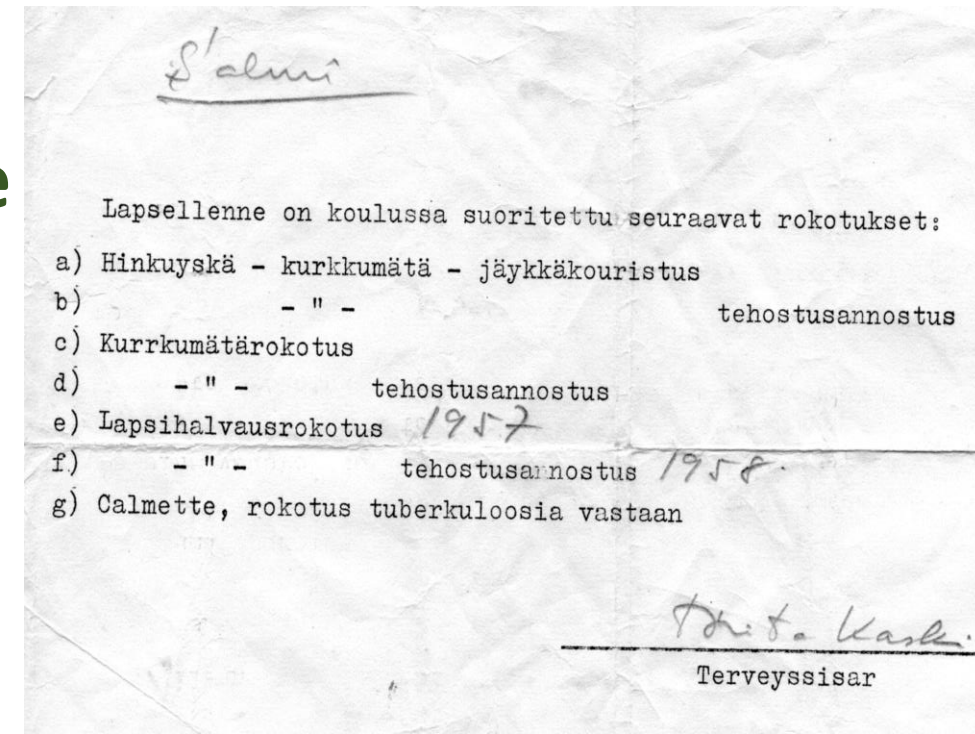 e
Lapsellenne on koulussa suoritettu seuraavat rokotukset:
a) Hinkuyskä - kurkkumätä - jäykkäkouristus
b) - " - tehostusannostus
c) Kurrkumätärokotus
d) - " - tehostusannostus
e) Lapsihalvausrokotus 1957
f) - " - tehostusannostus 1958.
g) Calmette, rokotus tuberkuloosia vastaan
Kaski
Terveyssisar